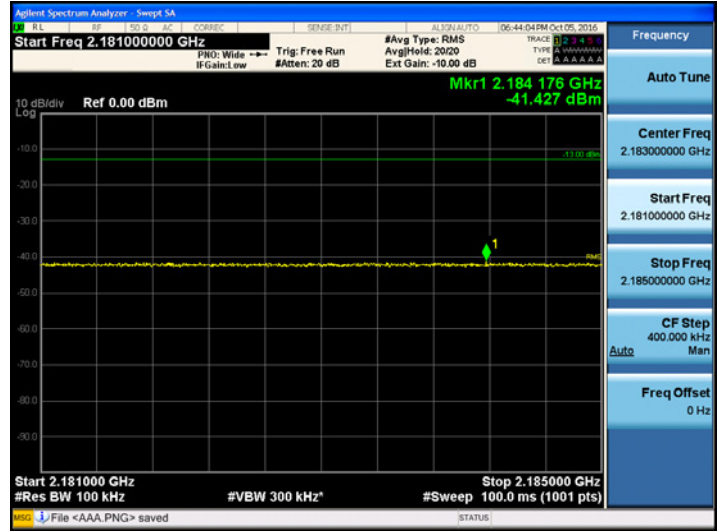 Agilent Spectrum Analyzer - Swept SA
RL RF 50 Ω AC CORREC SENSE:INT ALIGNAUTO 06:44:04 PM Oct 05, 2016
Start Freq 2.181000000 GHz
PNO: Wide
IFGain:Low
Trig: Free Run
#Atten: 20 dB
#Avg Type: RMS
Avg|Hold: 20/20
Ext Gain: -10.00 dB
TRACE 1 2 3 4 5 6
TYPE A WWWWW
DET A A A A A A
Mkr1 2.184 176 GHz
-41.427 dBm
10 dB/div Ref 0.00 dBm
Log
-10.0
-13.00 dBm
-20.0
-30.0
1
-40.0
RMS
-50.0
-60.0
-70.0
-80.0
-90.0
Start 2.181000 GHz Stop 2.185000 GHz
#Res BW 100 kHz #VBW 300 kHz* #Sweep 100.0 ms (1001 pts)
MSG File <AAA.PNG> saved STATUS
Frequency
Auto Tune
Center Freq
2.183000000 GHz
Start Freq
2.181000000 GHz
Stop Freq
2.185000000 GHz
CF Step
400.000 kHz
Auto Man
Freq Offset
0 Hz